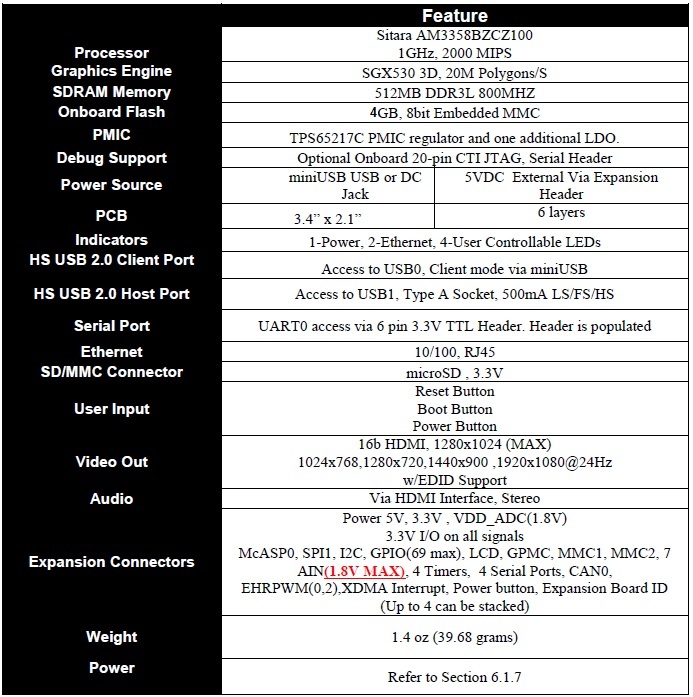 Feature
Processor
Sitara AM3358BZCZ100
1GHz, 2000 MIPS
Graphics Engine
SGX530 3D, 20M Polygons/S
SDRAM Memory
512MB DDR3L 800MHZ
Onboard Flash
4GB, 8bit Embedded MMC
PMIC
TPS65217C PMIC regulator and one additional LDO.
Debug Support
Optional Onboard 20-pin CTI JTAG, Serial Header
Power Source
miniUSB USB or DC
Jack
5VDC External Via Expansion
Header
PCB
3.4” x 2.1”
6 layers
Indicators
1-Power, 2-Ethernet, 4-User Controllable LEDs
HS USB 2.0 Client Port
Access to USB0, Client mode via miniUSB
HS USB 2.0 Host Port
Access to USB1, Type A Socket, 500mA LS/FS/HS
Serial Port
UART0 access via 6 pin 3.3V TTL Header. Header is populated
Ethernet
10/100, RJ45
SD/MMC Connector
microSD , 3.3V
User Input
Reset Button
Boot Button
Power Button
Video Out
16b HDMI, 1280x1024 (MAX)
1024x768,1280x720,1440x900 ,1920x1080@24Hz
w/EDID Support
Audio
Via HDMI Interface, Stereo
Expansion Connectors
Power 5V, 3.3V , VDD_ADC(1.8V)
3.3V I/O on all signals
McASP0, SPI1, I2C, GPIO(69 max), LCD, GPMC, MMC1, MMC2, 7
AIN(1.8V MAX), 4 Timers, 4 Serial Ports, CAN0,
EHRPWM(0,2),XDMA Interrupt, Power button, Expansion Board ID
(Up to 4 can be stacked)
Weight
1.4 oz (39.68 grams)
Power
Refer to Section 6.1.7